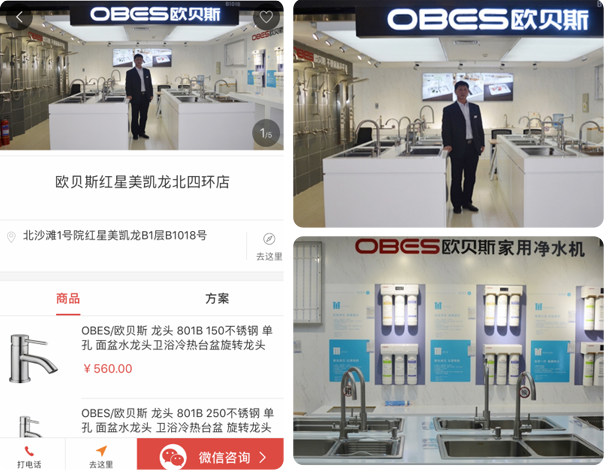 OBES欧贝斯
1/5
欧贝斯红星美凯龙北四环店
北沙滩1号院红星美凯龙B1层B1018号
去这里
商品
方案
OBES/欧贝斯 龙头 801B 150不锈钢 单
孔 面盆水龙头卫浴冷热台盆旋转龙头
¥ 560.00
OBES/欧贝斯 龙头 801B 250不锈钢 单
孔 面盆水龙头卫浴冷热台盆 旋转龙头
打电话
去这里
微信咨询
OBES欧贝斯
OBES欧贝斯家用净水机